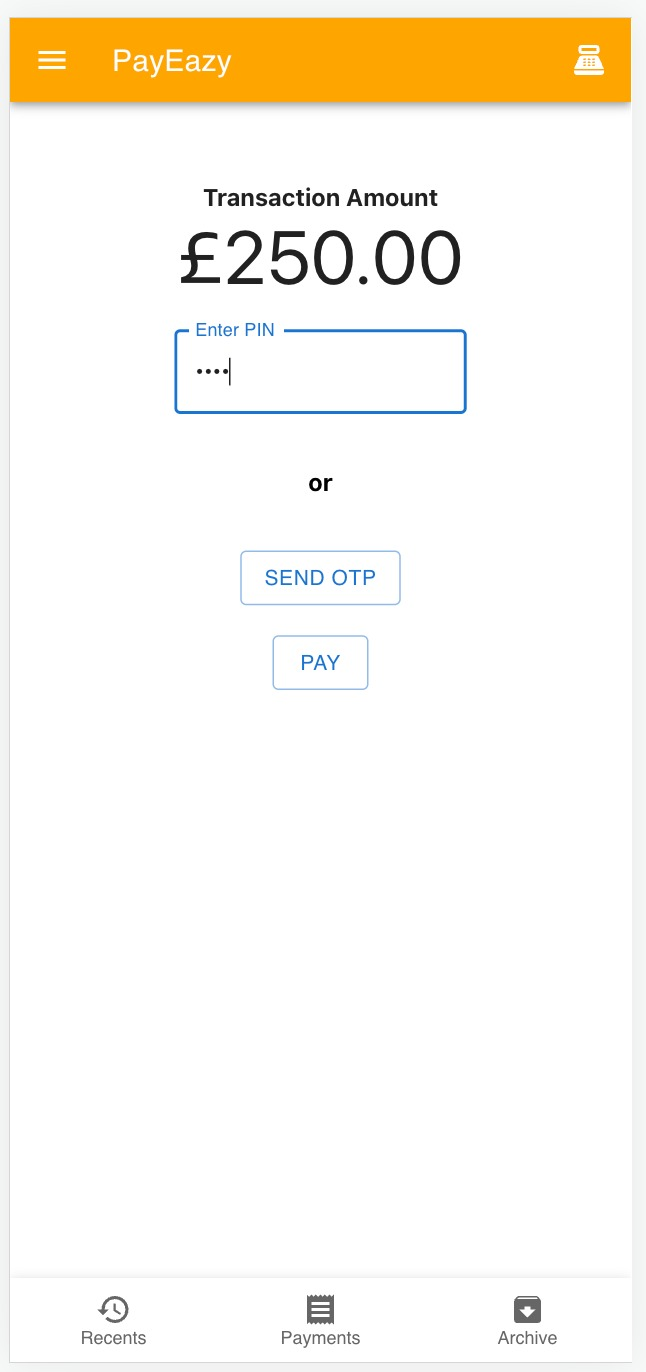 PayEazy
Transaction Amount
£250.00
Enter PIN
••••
or
SEND OTP
PAY
Recents
Payments
Archive